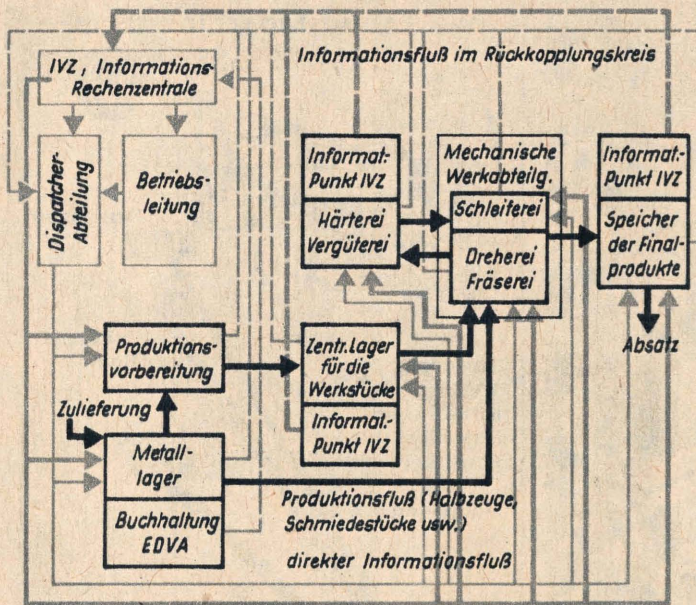 Informationsfluß im Rückkopplungskreis
IVZ, Informations-
Rechenzentrale
Dispatcher-
Abteilung
Betriebs-
leitung
Informat.-
Punkt IVZ
Härterei
Vergüterei
Mechanische
Werkabteilg.
Schleiferei
Dreherei
Fräserei
Informat.-
Punkt IVZ
Speicher
der Final-
produkte
Absatz
Produktions-
vorbereitung
Zentr. Lager
für die
Werkstücke
Informat.-
Punkt IVZ
Zulieferung
Metall-
lager
Buchhaltung
EDVA
Produktionsfluß (Halbzeuge,
Schmiedestücke usw.)
direkter Informationsfluß